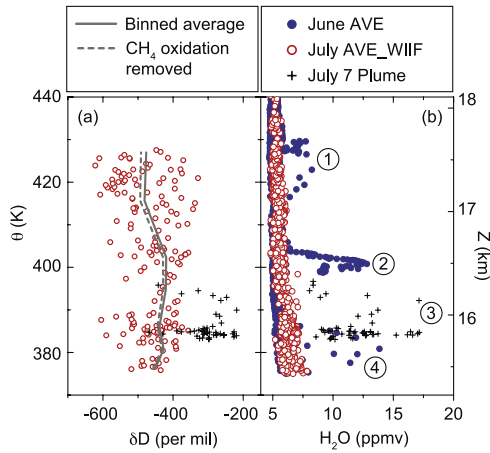 Binned average
CH4 oxidation
removed
June AVE
July AVE_WIIF
July 7 Plume
(a)
(b)
440
420
400
380
θ (K)
-600
-400
-200
δD (per mil)
5
10
15
20
H2O (ppmv)
18
17
16
Z (km)
1
2
3
4